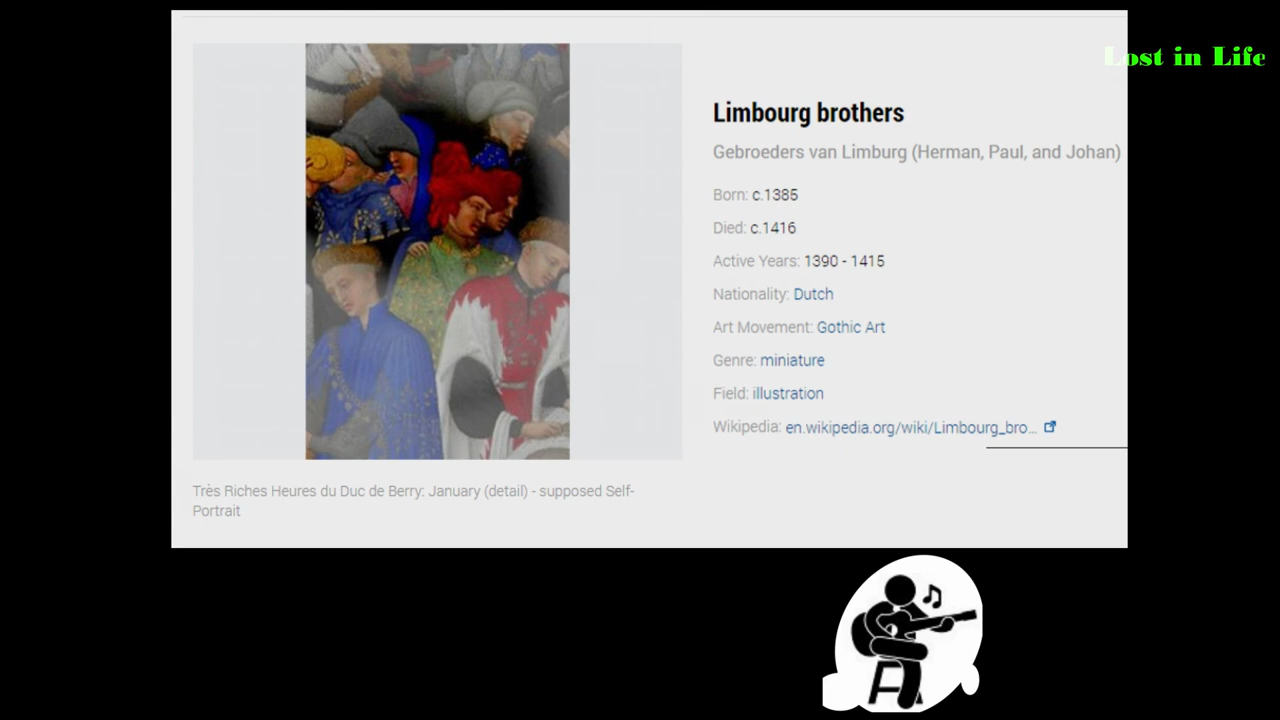 Lost in Life
Limbourg brothers
Gebroeders van Limburg (Herman, Paul, and Johan)
Born: c.1385
Died: c.1416
Active Years: 1390 - 1415
Nationality: Dutch
Art Movement: Gothic Art
Genre: miniature
Field: illustration
Wikipedia: en.wikipedia.org/wiki/Limbourg_bro...
Très Riches Heures du Duc de Berry: January (detail) - supposed Self-
Portrait